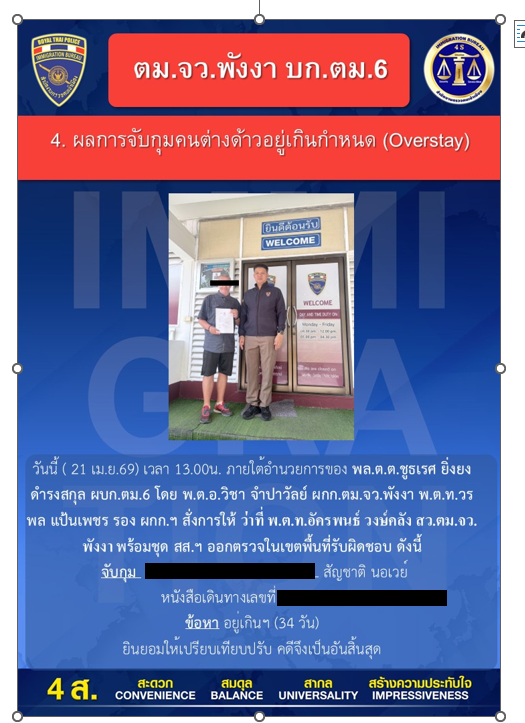 ROYAL THAI POLICE
IMMIGRATION BUREAU
ตม.จว.พังงา บก.ตม.6
IMMIGRATION BUREAU
4 S
4. ผลการจับกุมคนต่างด้าวอยู่เกินกำหนด (Overstay)
IMMI
GRA
ยินดีต้อนรับ
WELCOME
WELCOME
วันนี้ ( 21 เม.ย.69) เวลา 13.00น. ภายใต้อำนวยการของ พล.ต.ต.ชูธเรศ ยิ่งยง
ดำรงสกุล ผบก.ตม.6 โดย พ.ต.อ.วิชา จำปาวัลย์ ผกก.ตม.จว.พังงา พ.ต.ท.วร
พล แป้นเพชร รอง ผกก.ฯ สั่งการให้ ว่าที่ พ.ต.ท.อัครพนธ์ วงษ์คลัง สว.ตม.จว.
พังงา พร้อมชุด สส.ฯ ออกตรวจในเขตพื้นที่รับผิดชอบ ดังนี้
จับกุม สัญชาติ นอเวย์
หนังสือเดินทางเลขที่
ข้อหา อยู่เกินฯ (34 วัน)
ยินยอมให้เปรียบเทียบปรับ คดีจึงเป็นอันสิ้นสุด
4 ส. สะดวก สมดุล สากล สร้างความประทับใจ
CONVENIENCE BALANCE UNIVERSALITY IMPRESSIVENESS